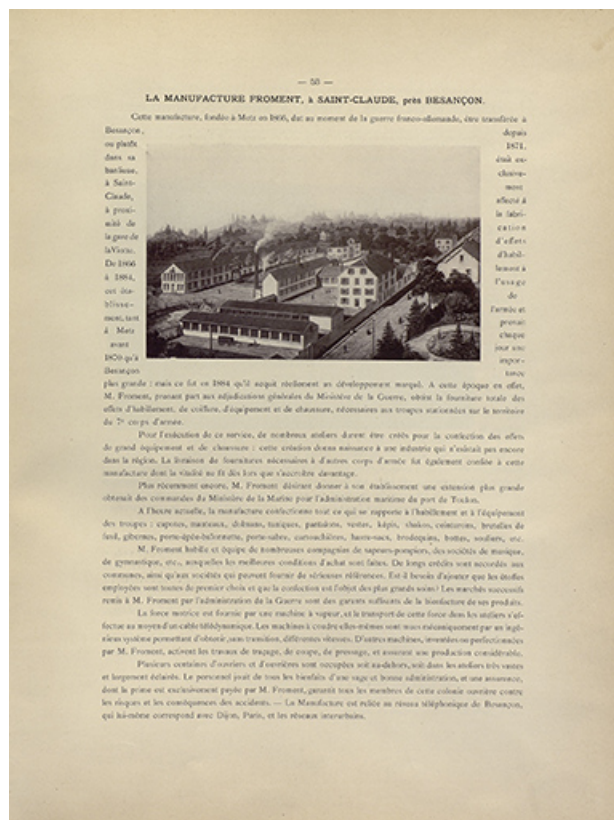 — 58 —
LA MANUFACTURE FROMENT, à SAINT-CLAUDE, près BESANÇON.
Cette manufacture, fondée à Metz en 1866, dut au moment de la guerre franco-allemande, être transférée à
Besançon,
ou plutôt
dans sa
banlieue,
à Saint-
Claude,
à proxi-
mité de
la gare de
la Viotte.
De 1866
à 1884,
cet éta-
blisse-
ment, tant
à Metz
avant
1870 qu'à
Besançon
depuis
1871,
était ex-
clusive-
ment
affecté à
la fabri-
cation
d'effets
d'habil-
lement à
l'usage
de
l'armée et
prenait
chaque
jour une
impor-
tance
plus grande : mais ce fut en 1884 qu'il acquit réellement un développement marqué. A cette époque en effet,
M. Froment, prenant part aux adjudications générales du Ministère de la Guerre, obtint la fourniture totale des
effets d'habillement, de coiffure, d'équipement et de chaussure, nécessaires aux troupes stationnées sur le territoire
du 7e corps d'armée.
Pour l'exécution de ce service, de nombreux ateliers durent être créés pour la confection des effets
de grand équipement et de chaussure : cette création donna naissance à une industrie qui n'existait pas encore
dans la région. La livraison de fournitures nécessaires à d'autres corps d'armée fut également confiée à cette
manufacture dont la vitalité ne fit dès lors que s'accroître davantage.
Plus récemment encore, M. Froment désirant donner à son établissement une extension plus grande
obtenait des commandes du Ministère de la Marine pour l'administration maritime du port de Toulon.
A l'heure actuelle, la manufacture confectionne tout ce qui se rapporte à l'habillement et à l'équipement
des troupes : capotes, manteaux, dolmans, tuniques, pantalons, vestes, képis, shakos, ceinturons, bretelles de
fusil, gibernes, porte-épée-baïonnette, porte-sabre, cartouchières, havre-sacs, brodequins, bottes, souliers, etc.
M. Froment habille et équipe de nombreuses compagnies de sapeurs-pompiers, des sociétés de musique,
de gymnastique, etc., auxquelles les meilleures conditions d'achat sont faites. De longs crédits sont accordés aux
communes, ainsi qu'aux sociétés qui peuvent fournir de sérieuses références. Est-il besoin d'ajouter que les étoffes
employées sont toutes de premier choix et que la confection est l'objet des plus grands soins? Les marchés successifs
remis à M. Froment par l'administration de la Guerre sont des garants suffisants de la bienfacture de ses produits.
La force motrice est fournie par une machine à vapeur, et le transport de cette force dans les ateliers s'ef-
fectue au moyen d'un cable télédynamique. Les machines à coudre elles-mêmes sont mues mécaniquement par un ingé-
nieux système permettant d'obtenir, sans transition, différentes vitesses. D'autres machines, inventées ou perfectionnées
par M. Froment, activent les travaux de traçage, de coupe, de pressage, et assurent une production considérable.
Plusieurs centaines d'ouvriers et d'ouvrières sont occupées soit au-dehors, soit dans les ateliers très vastes
et largement éclairés. Le personnel jouit de tous les bienfaits d'une sage et bonne administration, et une assurance,
dont la prime est exclusivement payée par M. Froment, garantit tous les membres de cette colonie ouvrière contre
les risques et les conséquences des accidents. — La Manufacture est reliée au réseau téléphonique de Besançon,
qui lui-même correspond avec Dijon, Paris, et les réseaux interurbains.